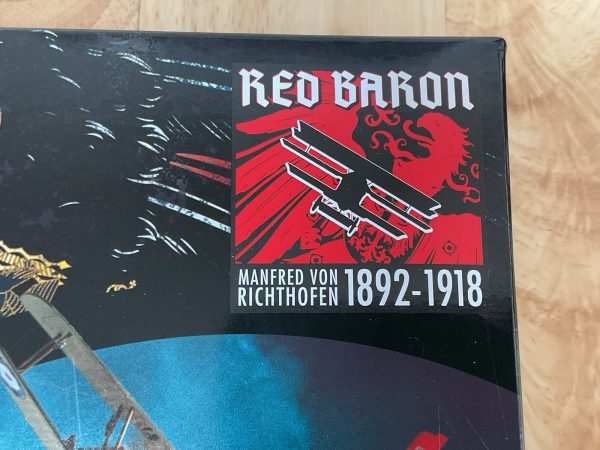 RED BARON
MANFRED VON
RICHTHOFEN 1892-1918